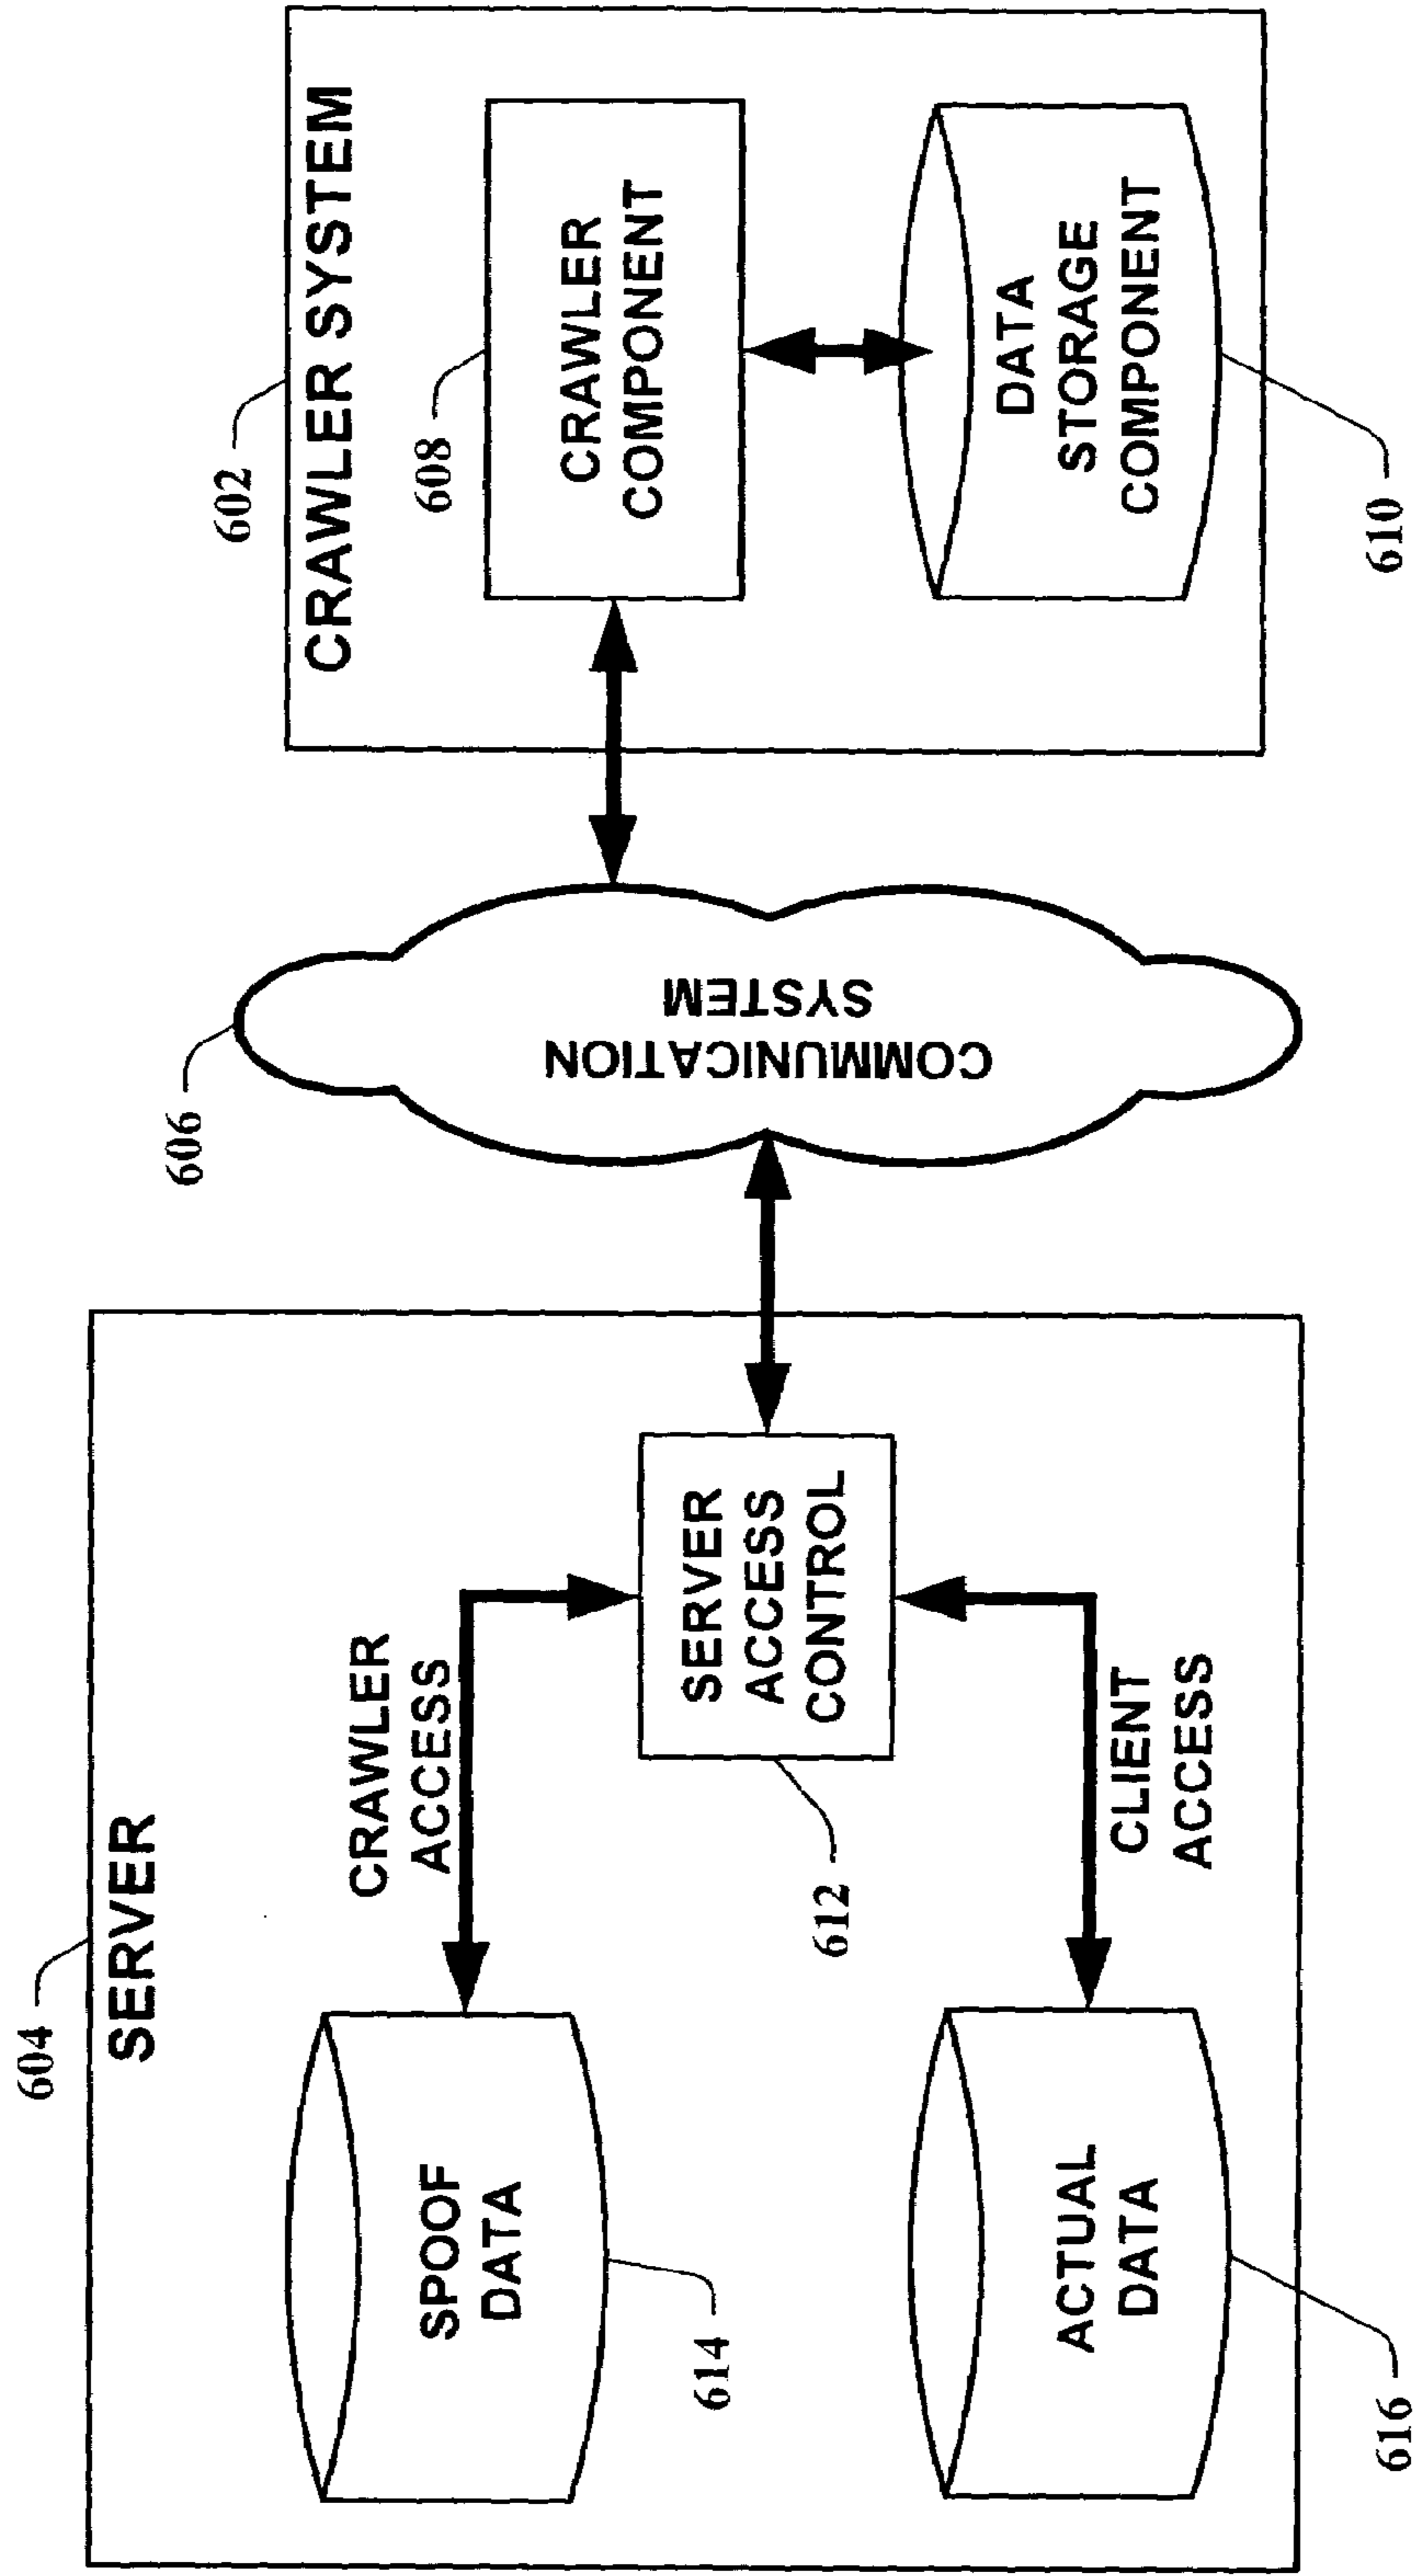 604
SERVER
SPOOF
DATA
614
CRAWLER
ACCESS
SERVER
ACCESS
CONTROL
612
ACTUAL
DATA
616
CLIENT
ACCESS
606
COMMUNICATION
SYSTEM
602
CRAWLER SYSTEM
608
CRAWLER
COMPONENT
DATA
STORAGE
COMPONENT
610